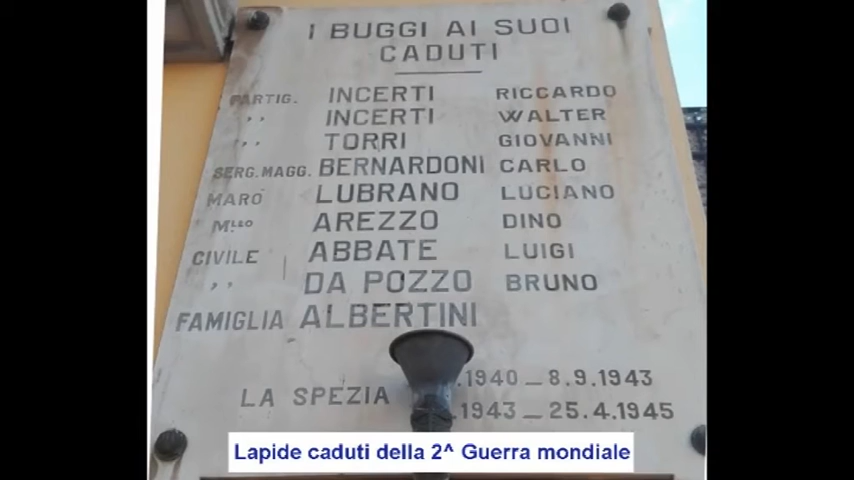 I BUGGI AI SUOI
CADUTI
PARTIG. INCERTI RICCARDO
,, INCERTI WALTER
,, TORRI GIOVANNI
SERG. MAGG. BERNARDONI CARLO
MARÒ LUBRANO LUCIANO
M.LLO AREZZO DINO
CIVILE ABBATE LUIGI
,, DA POZZO BRUNO
FAMIGLIA ALBERTINI
LA SPEZIA .1940 _ 8.9.1943
.1943 _ 25.4.1945
Lapide caduti della 2^ Guerra mondiale